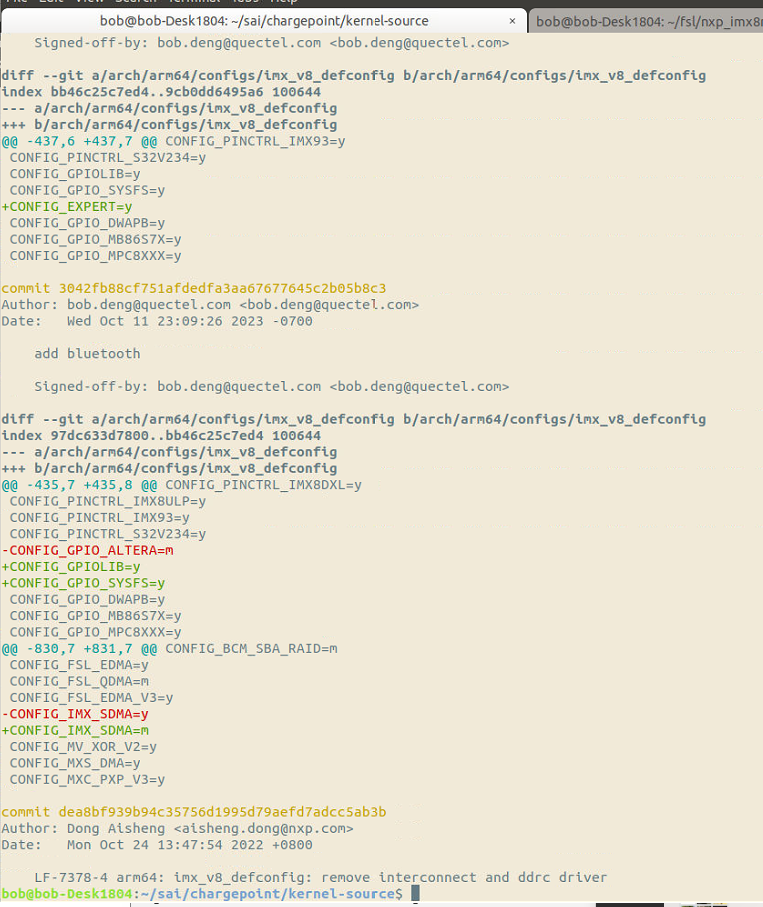 bob@bob-Desk1804: ~/sai/chargepoint/kernel-source × bob@bob-Desk1804: ~/fsl/nxp_imx8
Signed-off-by: bob.deng@quectel.com <bob.deng@quectel.com>
diff --git a/arch/arm64/configs/imx_v8_defconfig b/arch/arm64/configs/imx_v8_defconfig
index bb46c25c7ed4..9cb0dd6495a6 100644
--- a/arch/arm64/configs/imx_v8_defconfig
+++ b/arch/arm64/configs/imx_v8_defconfig
@@ -437,6 +437,7 @@ CONFIG_PINCTRL_IMX93=y
CONFIG_PINCTRL_S32V234=y
CONFIG_GPIOLIB=y
CONFIG_GPIO_SYSFS=y
+CONFIG_EXPERT=y
CONFIG_GPIO_DWAPB=y
CONFIG_GPIO_MB86S7X=y
CONFIG_GPIO_MPC8XXX=y
commit 3042fb88cf751afdedfa3aa67677645c2b05b8c3
Author: bob.deng@quectel.com <bob.deng@quectel.com>
Date: Wed Oct 11 23:09:26 2023 -0700
add bluetooth
Signed-off-by: bob.deng@quectel.com <bob.deng@quectel.com>
diff --git a/arch/arm64/configs/imx_v8_defconfig b/arch/arm64/configs/imx_v8_defconfig
index 97dc633d7800..bb46c25c7ed4 100644
--- a/arch/arm64/configs/imx_v8_defconfig
+++ b/arch/arm64/configs/imx_v8_defconfig
@@ -435,7 +435,8 @@ CONFIG_PINCTRL_IMX8DXL=y
CONFIG_PINCTRL_IMX8ULP=y
CONFIG_PINCTRL_IMX93=y
CONFIG_PINCTRL_S32V234=y
-CONFIG_GPIO_ALTERA=m
+CONFIG_GPIOLIB=y
+CONFIG_GPIO_SYSFS=y
CONFIG_GPIO_DWAPB=y
CONFIG_GPIO_MB86S7X=y
CONFIG_GPIO_MPC8XXX=y
@@ -830,7 +831,7 @@ CONFIG_BCM_SBA_RAID=m
CONFIG_FSL_EDMA=y
CONFIG_FSL_QDMA=m
CONFIG_FSL_EDMA_V3=y
-CONFIG_IMX_SDMA=y
+CONFIG_IMX_SDMA=m
CONFIG_MV_XOR_V2=y
CONFIG_MXS_DMA=y
CONFIG_MXC_PXP_V3=y
commit dea8bf939b94c35756d1995d79aefd7adcc5ab3b
Author: Dong Aisheng <aisheng.dong@nxp.com>
Date: Mon Oct 24 13:47:54 2022 +0800
LF-7378-4 arm64: imx_v8_defconfig: remove interconnect and ddrc driver
bob@bob-Desk1804:~/sai/chargepoint/kernel-source$